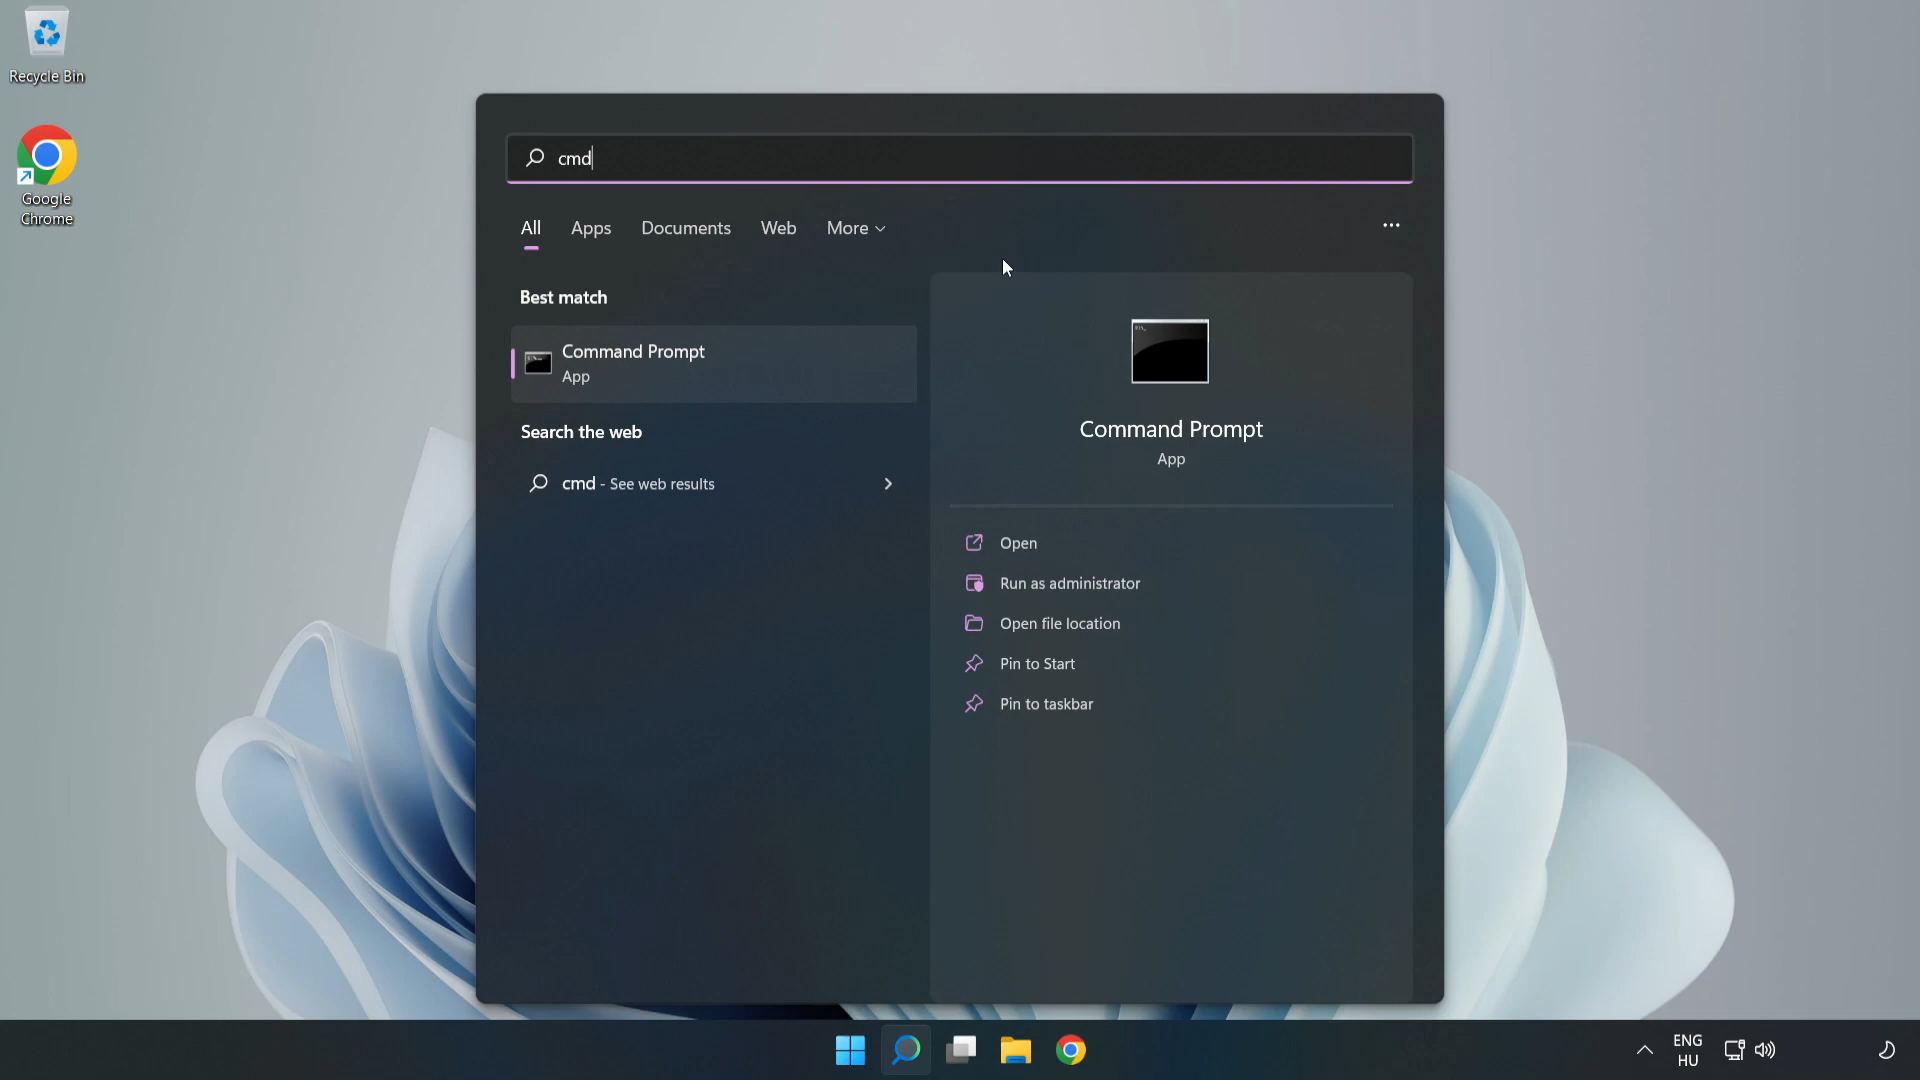 Recycle Bin
Google
Chrome
cmd
All Apps Documents Web More
Best match
Command Prompt
App
Search the web
cmd - See web results
Command Prompt
App
Open
Run as administrator
Open file location
Pin to Start
Pin to taskbar
ENG
HU